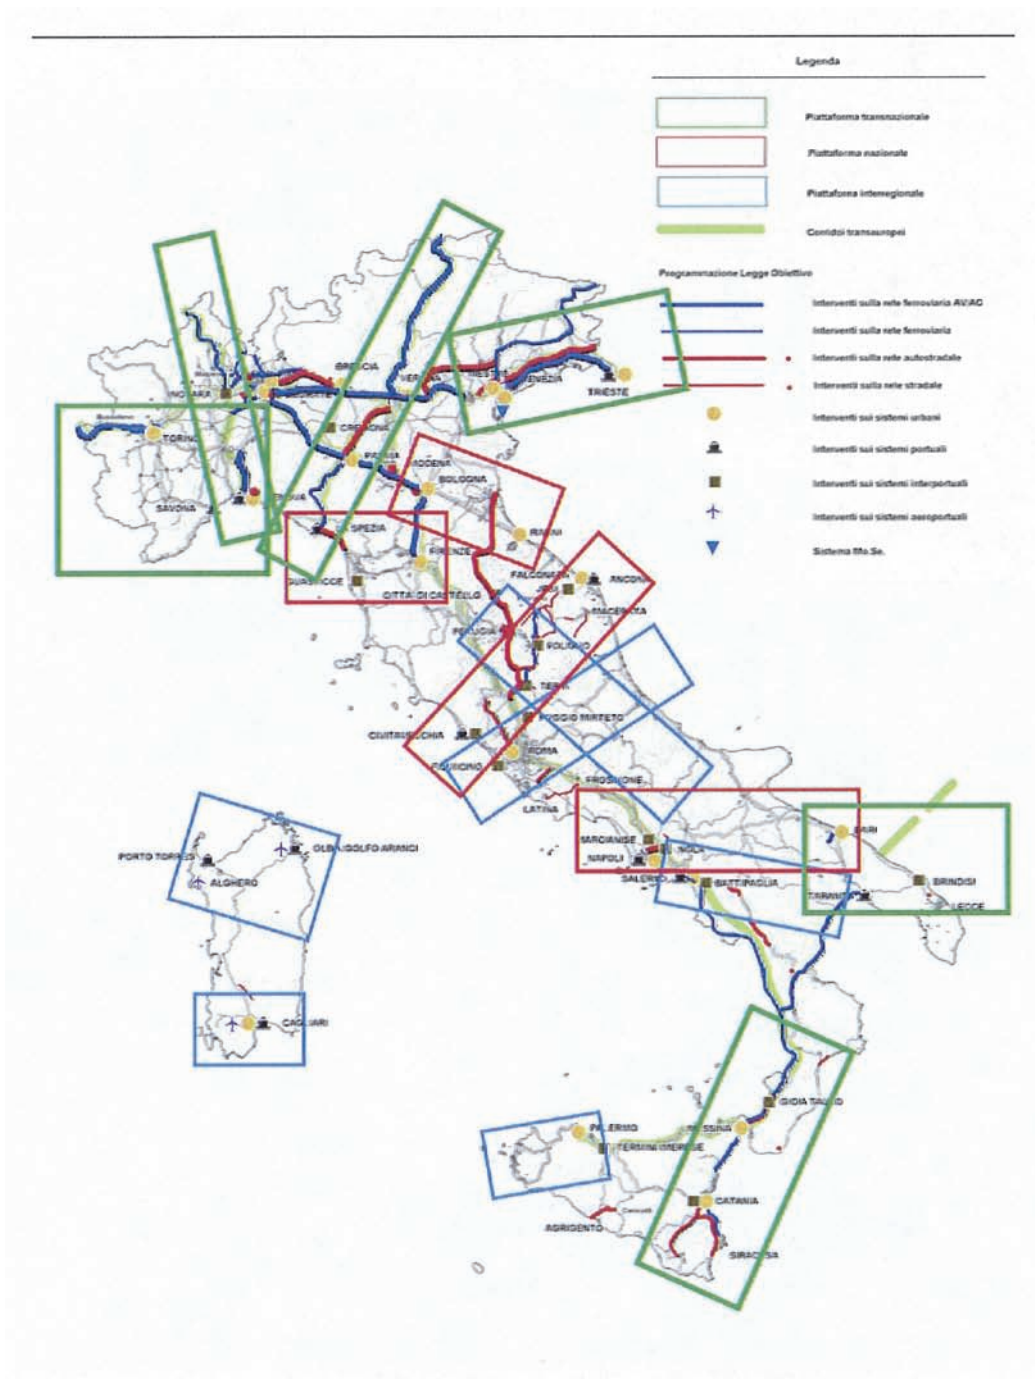 Legenda
Piattaforma transnazionale
Piattaforma nazionale
Piattaforma interregionale
Corridoi transeuropei
Programmazione Legge Obiettivo
Interventi sulla rete ferroviaria AV/AC
Interventi sulla rete ferroviaria
Interventi sulla rete autostradale
Interventi sulla rete stradale
Interventi sui sistemi urbani
Interventi sui sistemi portuali
Interventi sui sistemi interportuali
Interventi sui sistemi aeroportuali
Sistema Mo.Se.
BRESCIA
VENEZIA
TRIESTE
NOVARA
TORINO
CREMONA
PARMA
MODENA
BOLOGNA
SAVONA
SPEZIA
RIMINI
FIRENZE
GUASTICCE
CITTÀ DI CASTELLO
FALCONARA
JESI
ANCONA
MACERATA
PERUGIA
FOLIGNO
TERNI
POGGIO MIRTETO
CIVITAVECCHIA
ROMA
FIUMICINO
FROSINONE
LATINA
MARCIANISE
NOLA
NAPOLI
SALERNO
BATTIPAGLIA
BARI
TARANTO
BRINDISI
LECCE
PORTO TORRES
OLBIA/GOLFO ARANCI
ALGHERO
CAGLIARI
GIOIA TAURO
MESSINA
PALERMO
TERMINI IMERESE
CATANIA
AGRIGENTO
SIRACUSA